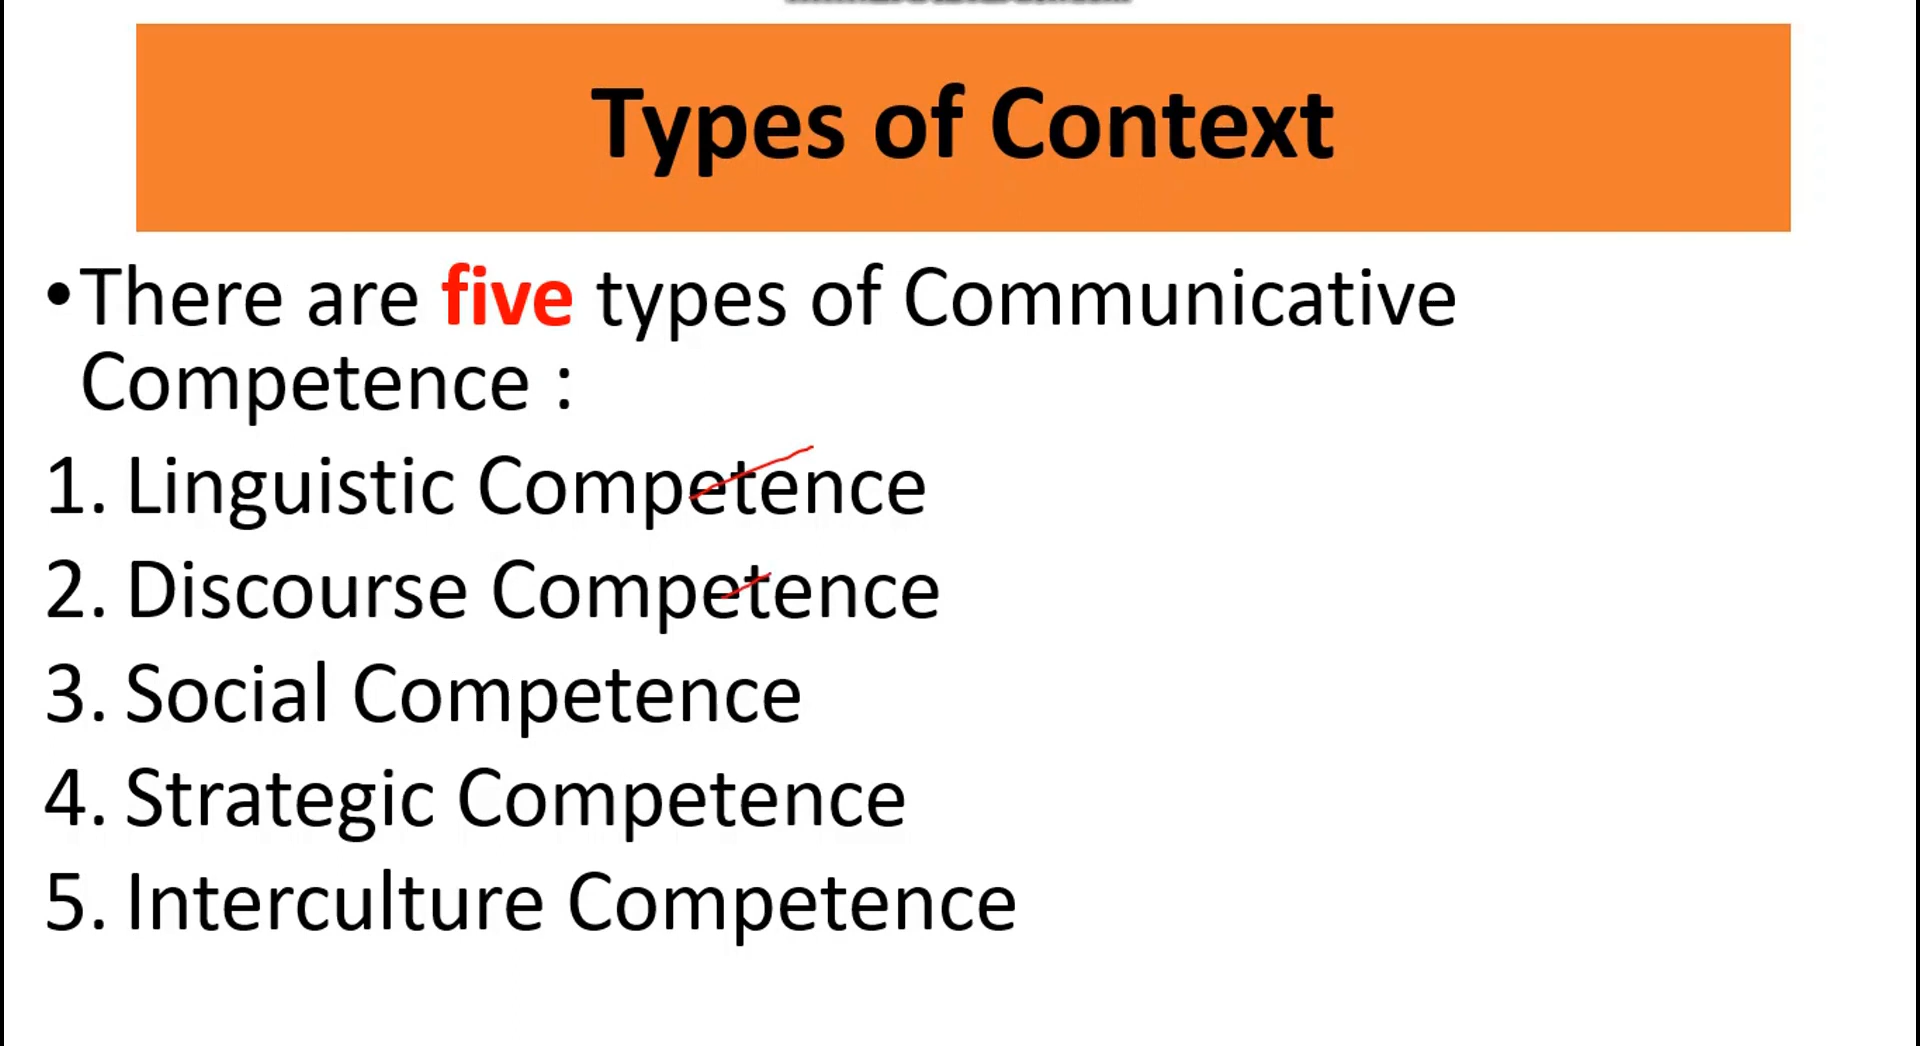 Types of Context
•There are five types of Communicative
Competence :
1. Linguistic Competence
2. Discourse Competence
3. Social Competence
4. Strategic Competence
5. Interculture Competence